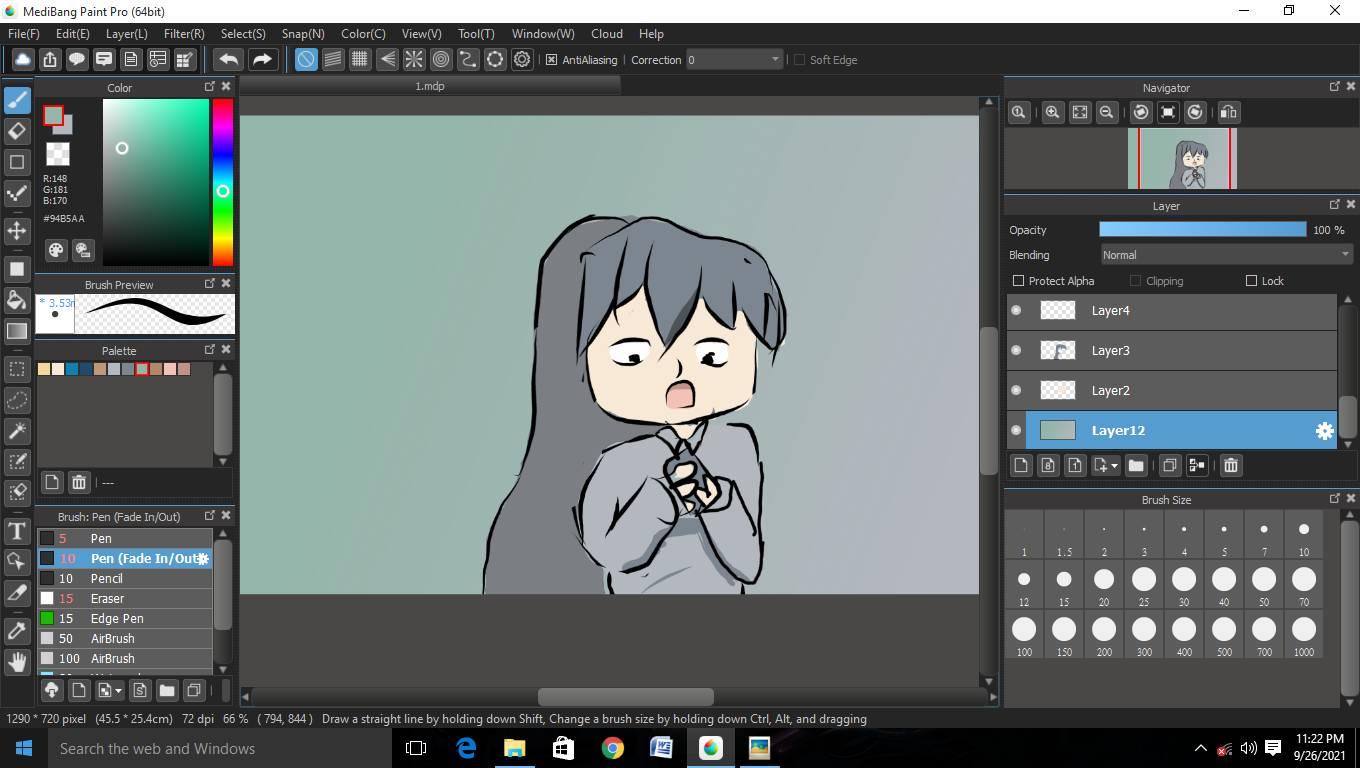 MediBang Paint Pro (64bit)
File(F) Edit(E) Layer(L) Filter(R) Select(S) Snap(N) Color(C) View(V) Tool(T) Window(W) Cloud Help
AntiAliasing Correction 0 Soft Edge
Color
1.mdp
Navigator
R:148
G:181
B:170
#94B5AA
Layer
Opacity 100 %
Blending Normal
Protect Alpha Clipping Lock
Brush Preview
* 3.53
Layer4
Palette
Layer3
Layer2
Layer12
---
Brush Size
Brush: Pen (Fade In/Out)
5 Pen
10 Pen (Fade In/Out
10 Pencil
15 Eraser
15 Edge Pen
50 AirBrush
100 AirBrush
1 1.5 2 3 4 5 7 10
12 15 20 25 30 40 50 70
100 150 200 300 400 500 700 1000
1290 * 720 pixel (45.5 * 25.4cm) 72 dpi 66 % ( 794, 844 ) Draw a straight line by holding down Shift, Change a brush size by holding down Ctrl, Alt, and dragging
Search the web and Windows
11:22 PM
9/26/2021